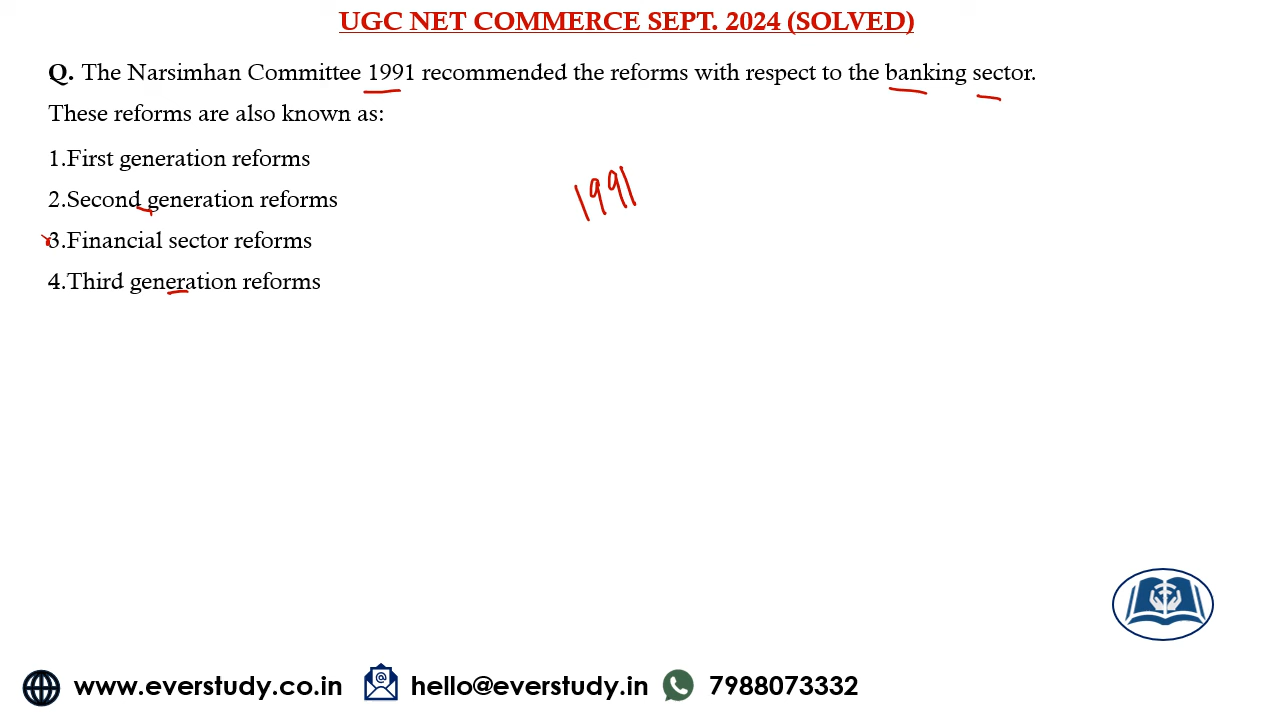 UGC NET COMMERCE SEPT. 2024 (SOLVED)
Q. The Narsimhan Committee 1991 recommended the reforms with respect to the banking sector.
These reforms are also known as:
1.First generation reforms
2.Second generation reforms
3.Financial sector reforms
4.Third generation reforms
1991
www.everstudy.co.in hello@everstudy.in 7988073332